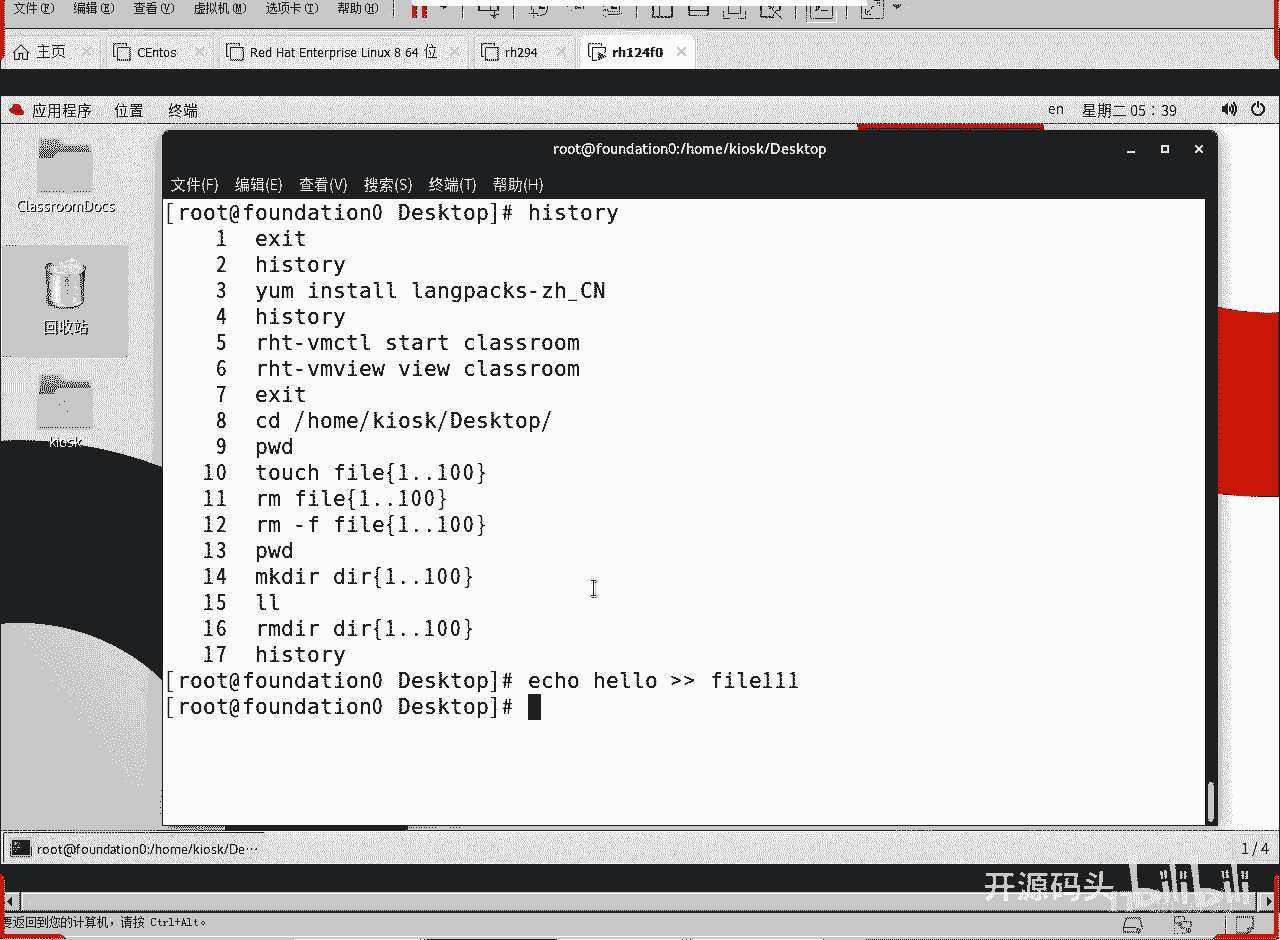 文件(F) 编辑(E) 查看(V) 虚拟机(M) 选项卡(T) 帮助(H)
主页 CEntos Red Hat Enterprise Linux 8 64 位 rh294 rh124f0
应用程序 位置 终端 en 星期二 05：39
ClassroomDocs
回收站
kiosk
root@foundation0:/home/kiosk/Desktop
文件(F) 编辑(E) 查看(V) 搜索(S) 终端(T) 帮助(H)
[root@foundation0 Desktop]# history
1 exit
2 history
3 yum install langpacks-zh_CN
4 history
5 rht-vmctl start classroom
6 rht-vmview view classroom
7 exit
8 cd /home/kiosk/Desktop/
9 pwd
10 touch file{1..100}
11 rm file{1..100}
12 rm -f file{1..100}
13 pwd
14 mkdir dir{1..100}
15 ll
16 rmdir dir{1..100}
17 history
[root@foundation0 Desktop]# echo hello >> file111
[root@foundation0 Desktop]#
root@foundation0:/home/kiosk/De…
1 / 4
开源码头 bilibili
要返回到您的计算机，请按 Ctrl+Alt。